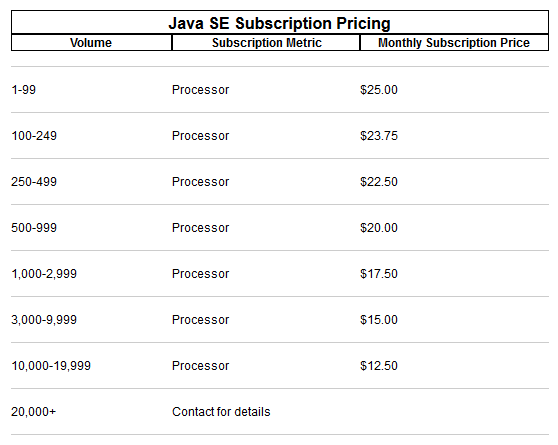 Java SE Subscription Pricing
Volume Subscription Metric Monthly Subscription Price
1-99 Processor $25.00
100-249 Processor $23.75
250-499 Processor $22.50
500-999 Processor $20.00
1,000-2,999 Processor $17.50
3,000-9,999 Processor $15.00
10,000-19,999 Processor $12.50
20,000+ Contact for details